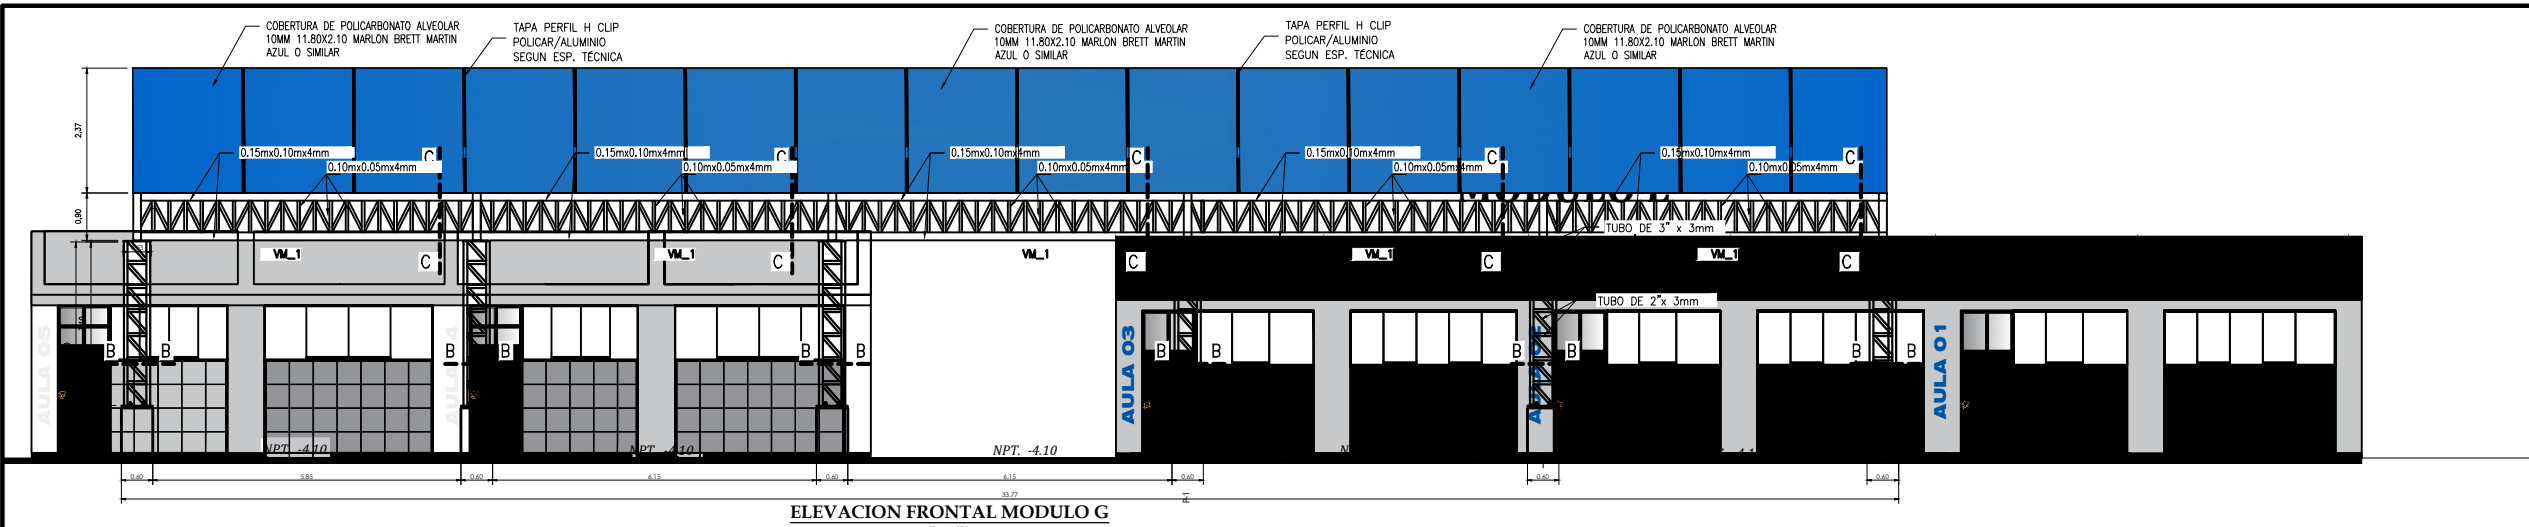 COBERTURA DE POLICARBONATO ALVEOLAR
10MM 11.80X2.10 MARLON BRETT MARTIN
AZUL O SIMILAR
TAPA PERFIL H CLIP
POLICAR/ALUMINIO
SEGUN ESP. TÉCNICA
COBERTURA DE POLICARBONATO ALVEOLAR
10MM 11.80X2.10 MARLON BRETT MARTIN
AZUL O SIMILAR
TAPA PERFIL H CLIP
POLICAR/ALUMINIO
SEGUN ESP. TÉCNICA
COBERTURA DE POLICARBONATO ALVEOLAR
10MM 11.80X2.10 MARLON BRETT MARTIN
AZUL O SIMILAR
2,37
0.15mx0.10mx4mm
0.10mx0.05mx4mm
C
0.15mx0.10mx4mm
0.10mx0.05mx4mm
C
0.15mx0.10mx4mm
0.10mx0.05mx4mm
C
0.15mx0.10mx4mm
0.10mx0.05mx4mm
C
0.15mx0.10mx4mm
0.10mx0.05mx4mm
C
0,90
TUBO DE 3" x 3mm
VM_1
C
VM_1
C
VM_1
C
VM_1
C
VM_1
C
TUBO DE 2"x 3mm
AULA 05
B
B
B
B
B
B
AULA 03
B
B
B
B
B
B
AULA 01
NPT. -4.10
NPT. -4.10
NPT. -4.10
0.60
5.85
0.60
6.15
0.60
6.15
0.60
0.60
0.60
33.77
P-1
ELEVACION FRONTAL MODULO G